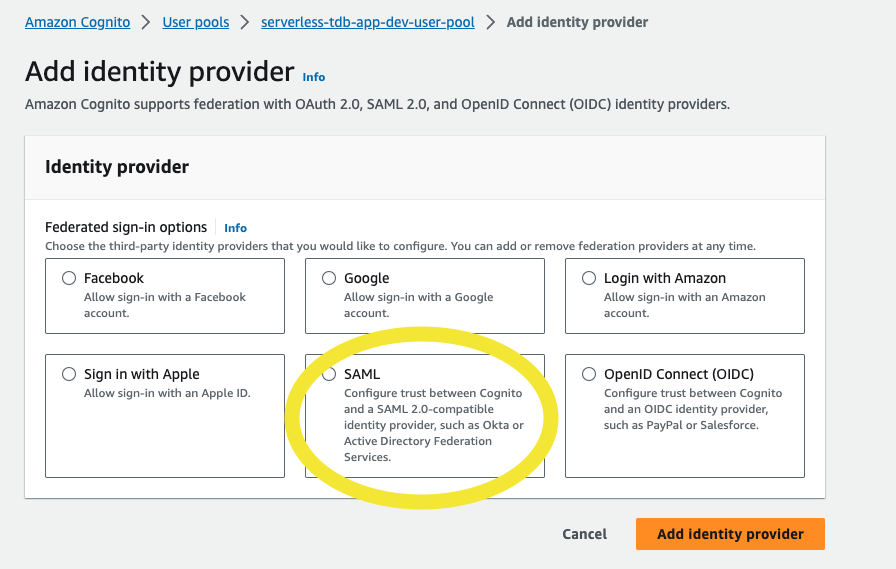 Amazon Cognito > User pools > serverless-tdb-app-dev-user-pool > Add identity provider
Add identity provider Info
Amazon Cognito supports federation with OAuth 2.0, SAML 2.0, and OpenID Connect (OIDC) identity providers.
Identity provider
Federated sign-in options Info
Choose the third-party identity providers that you would like to configure. You can add or remove federation providers at any time.
Facebook
Allow sign-in with a Facebook
account.
Google
Allow sign-in with a Google
account.
Login with Amazon
Allow sign-in with an Amazon
account.
Sign in with Apple
Allow sign-in with an Apple ID.
SAML
Configure trust between Cognito
and a SAML 2.0-compatible
identity provider, such as Okta or
Active Directory Federation
Services.
OpenID Connect (OIDC)
Configure trust between Cognito
and an OIDC identity provider,
such as PayPal or Salesforce.
Cancel
Add identity provider